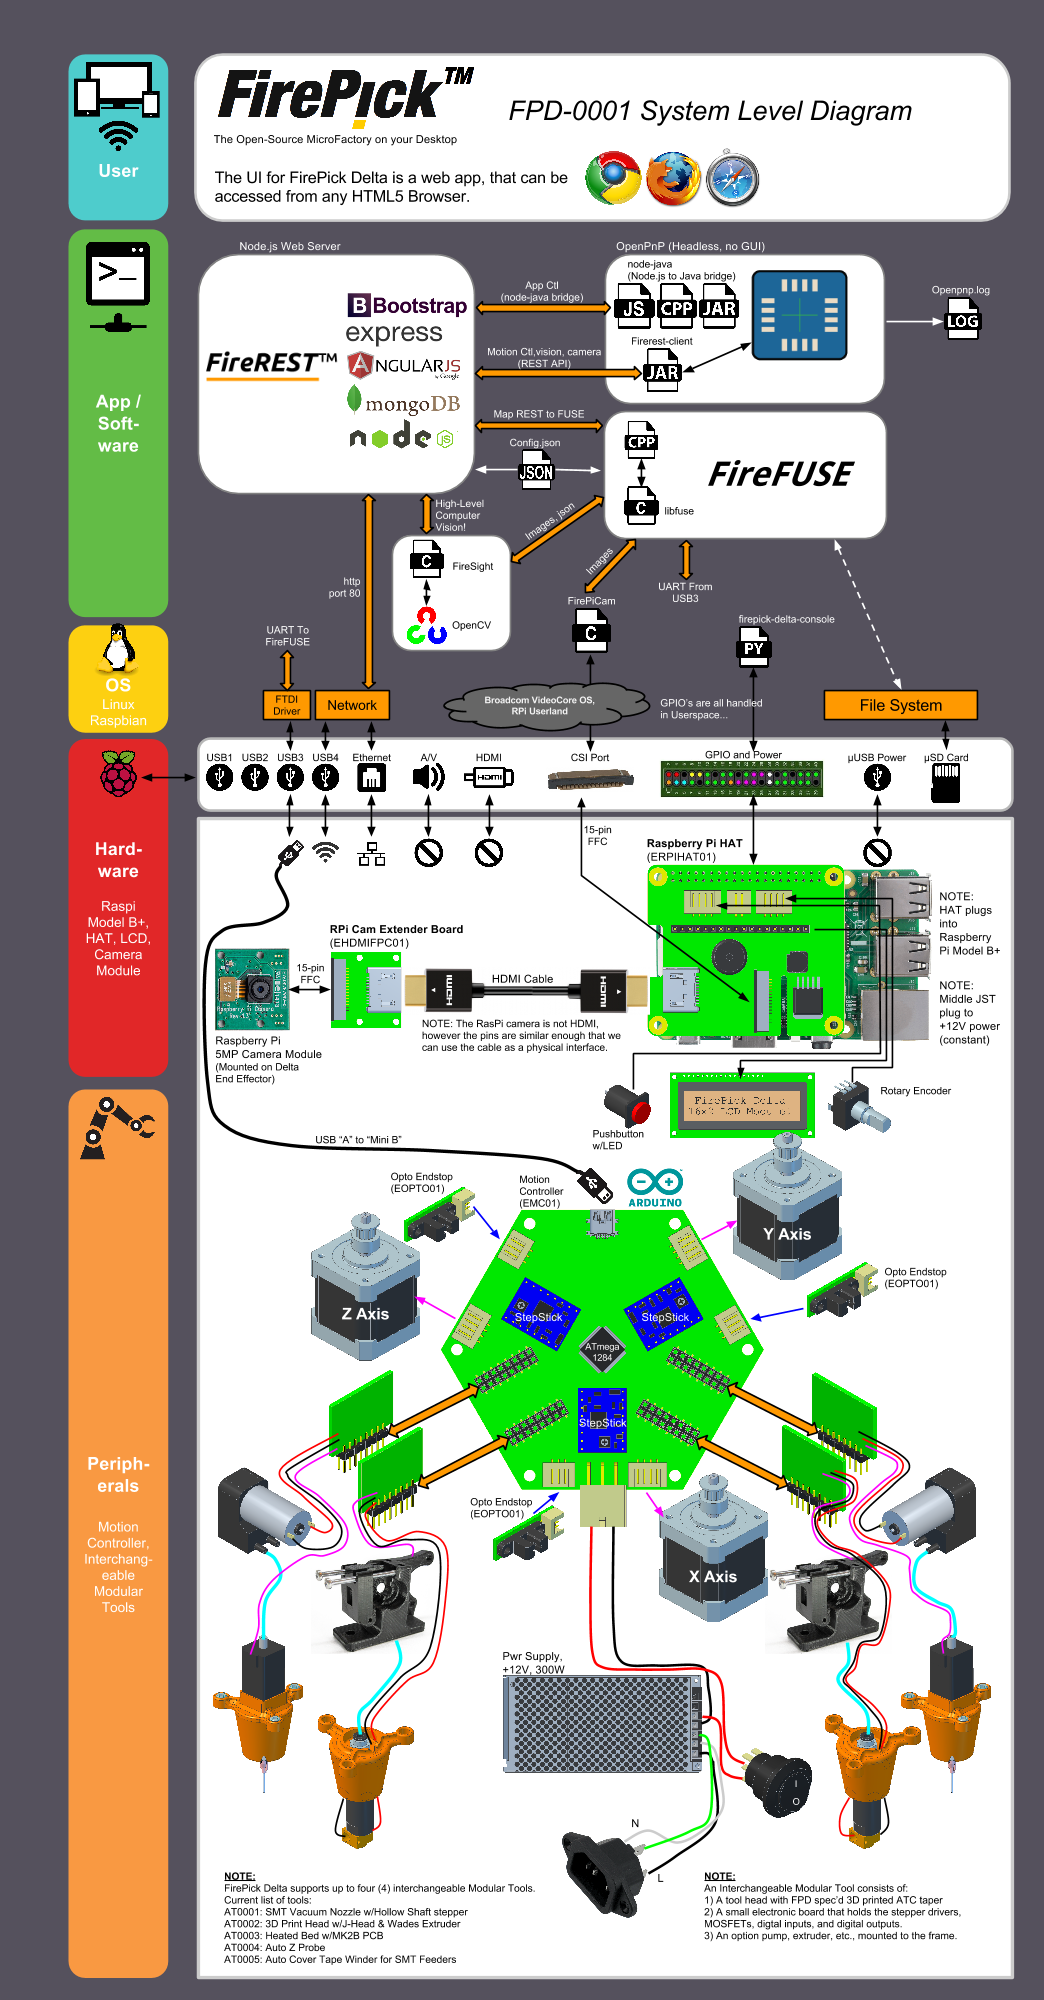 User
FirePick™
The Open-Source MicroFactory on your Desktop
FPD-0001 System Level Diagram
The UI for FirePick Delta is a web app, that can be
accessed from any HTML5 Browser.
>_
App /
Soft-
ware
Node.js Web Server
FireREST™
B Bootstrap
express
ANGULARJS
by Google
mongoDB
node
JS
App Ctl
(node-java bridge)
Motion Ctl,vision, camera
(REST API)
Map REST to FUSE
Config.json
JSON
OpenPnP (Headless, no GUI)
node-java
(Node.js to Java bridge)
JS
CPP
JAR
Firerest-client
JAR
Openpnp.log
LOG
CPP
C
libfuse
FireFUSE
High-Level
Computer
Vision!
C
FireSight
OpenCV
Images, json
Images
UART From
USB3
http
port 80
FirePiCam
C
firepick-delta-console
PY
UART To
FireFUSE
OS
Linux
Raspbian
FTDI
Driver
Network
Broadcom VideoCore OS,
RPi Userland
GPIO's are all handled
in Userspace...
File System
Hard-
ware
Raspi
Model B+,
HAT, LCD,
Camera
Module
USB1
USB2
USB3
USB4
Ethernet
A/V
HDMI
HDMI
CSI Port
GPIO and Power
µUSB Power
µSD Card
15-pin
FFC
Raspberry Pi HAT
(ERPIHAT01)
NOTE:
HAT plugs
into
Raspberry
Pi Model B+
NOTE:
Middle JST
plug to
+12V power
(constant)
RPi Cam Extender Board
(EHDMIFPC01)
15-pin
FFC
HDMI
HDMI Cable
HDMI
NOTE: The RasPi camera is not HDMI,
however the pins are similar enough that we
can use the cable as a physical interface.
Raspberry Pi
5MP Camera Module
(Mounted on Delta
End Effector)
FirePick Delta
16x2 LCD Module.
Pushbutton
w/LED
Rotary Encoder
USB “A” to “Mini B”
Periph-
erals
Motion
Controller,
Interchang-
eable
Modular
Tools
Opto Endstop
(EOPTO01)
Motion
Controller
(EMC01)
ARDUINO
Y Axis
Z Axis
Opto Endstop
(EOPTO01)
StepStick
StepStick
ATmega
1284
StepStick
Opto Endstop
(EOPTO01)
X Axis
Pwr Supply,
+12V, 300W
N
L
I
O
NOTE:
FirePick Delta supports up to four (4) interchangeable Modular Tools.
Current list of tools:
AT0001: SMT Vacuum Nozzle w/Hollow Shaft stepper
AT0002: 3D Print Head w/J-Head & Wades Extruder
AT0003: Heated Bed w/MK2B PCB
AT0004: Auto Z Probe
AT0005: Auto Cover Tape Winder for SMT Feeders
NOTE:
An Interchangeable Modular Tool consists of:
1) A tool head with FPD spec'd 3D printed ATC taper
2) A small electronic board that holds the stepper drivers,
MOSFETs, digtal inputs, and digital outputs.
3) An option pump, extruder, etc., mounted to the frame.